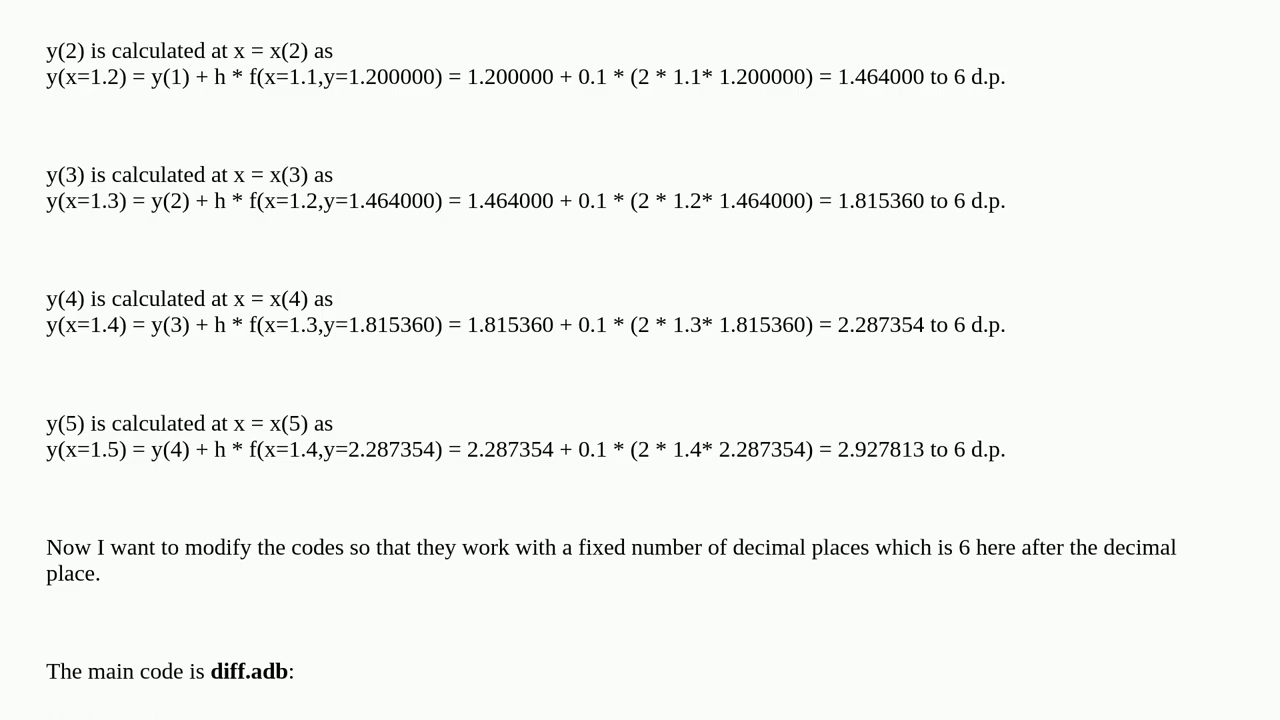 y(2) is calculated at x = x(2) as
y(x=1.2) = y(1) + h * f(x=1.1,y=1.200000) = 1.200000 + 0.1 * (2 * 1.1* 1.200000) = 1.464000 to 6 d.p.
y(3) is calculated at x = x(3) as
y(x=1.3) = y(2) + h * f(x=1.2,y=1.464000) = 1.464000 + 0.1 * (2 * 1.2* 1.464000) = 1.815360 to 6 d.p.
y(4) is calculated at x = x(4) as
y(x=1.4) = y(3) + h * f(x=1.3,y=1.815360) = 1.815360 + 0.1 * (2 * 1.3* 1.815360) = 2.287354 to 6 d.p.
y(5) is calculated at x = x(5) as
y(x=1.5) = y(4) + h * f(x=1.4,y=2.287354) = 2.287354 + 0.1 * (2 * 1.4* 2.287354) = 2.927813 to 6 d.p.
Now I want to modify the codes so that they work with a fixed number of decimal places which is 6 here after the decimal
place.
The main code is diff.adb: